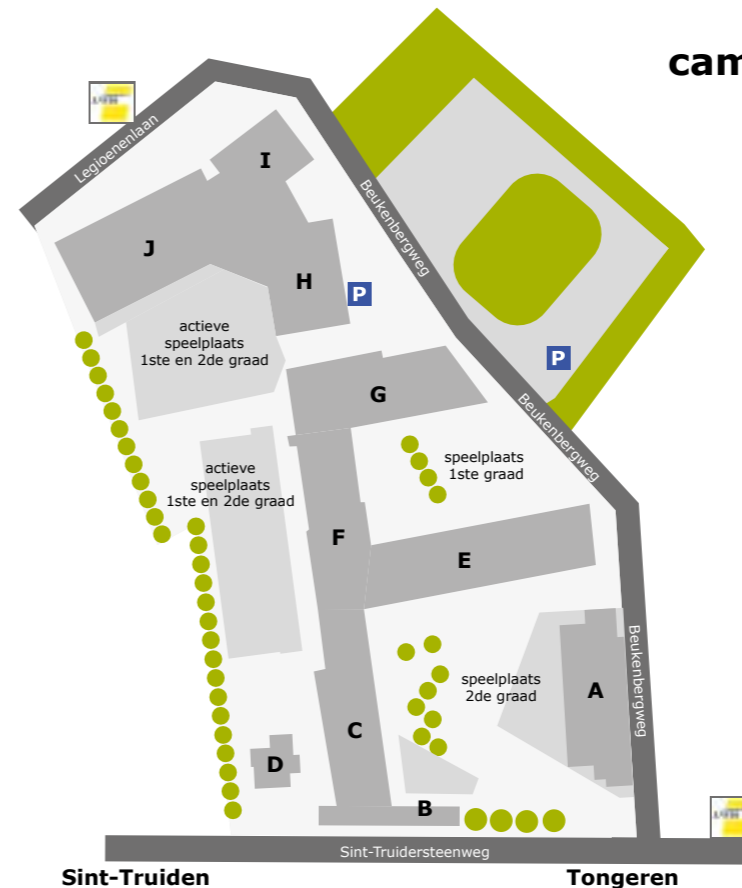 cam
Legioenenlaan
I
Beukenbergweg
J
H
P
actieve
speelplaats
1ste en 2de graad
P
G
Beukenbergweg
speelplaats
1ste graad
actieve
speelplaats
1ste en 2de graad
F
E
Beukenbergweg
speelplaats
2de graad
A
C
D
B
Sint-Truidersteenweg
Sint-Truiden
Tongeren